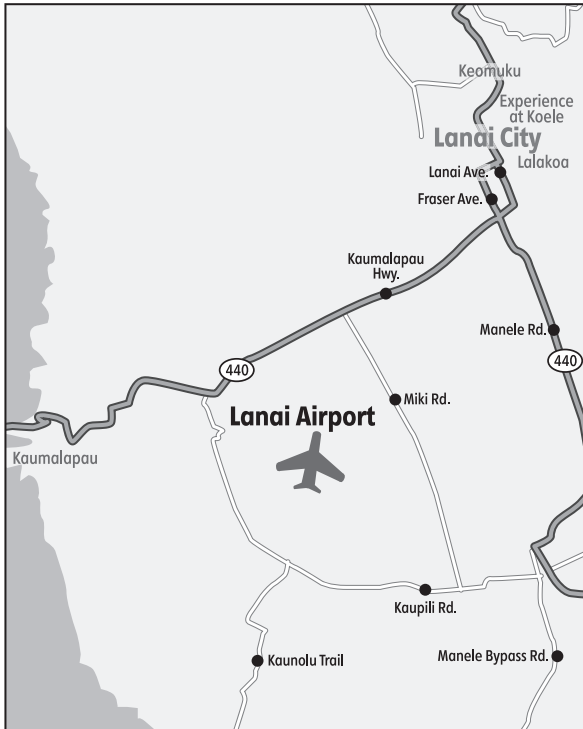 Keomuku
Experience
at Koele
Lanai City
Lalakoa
Lanai Ave.
Fraser Ave.
Kaumalapau
Hwy.
Manele Rd.
440
440
Miki Rd.
Lanai Airport
Kaumalapau
Kaupili Rd.
Kaunolu Trail
Manele Bypass Rd.